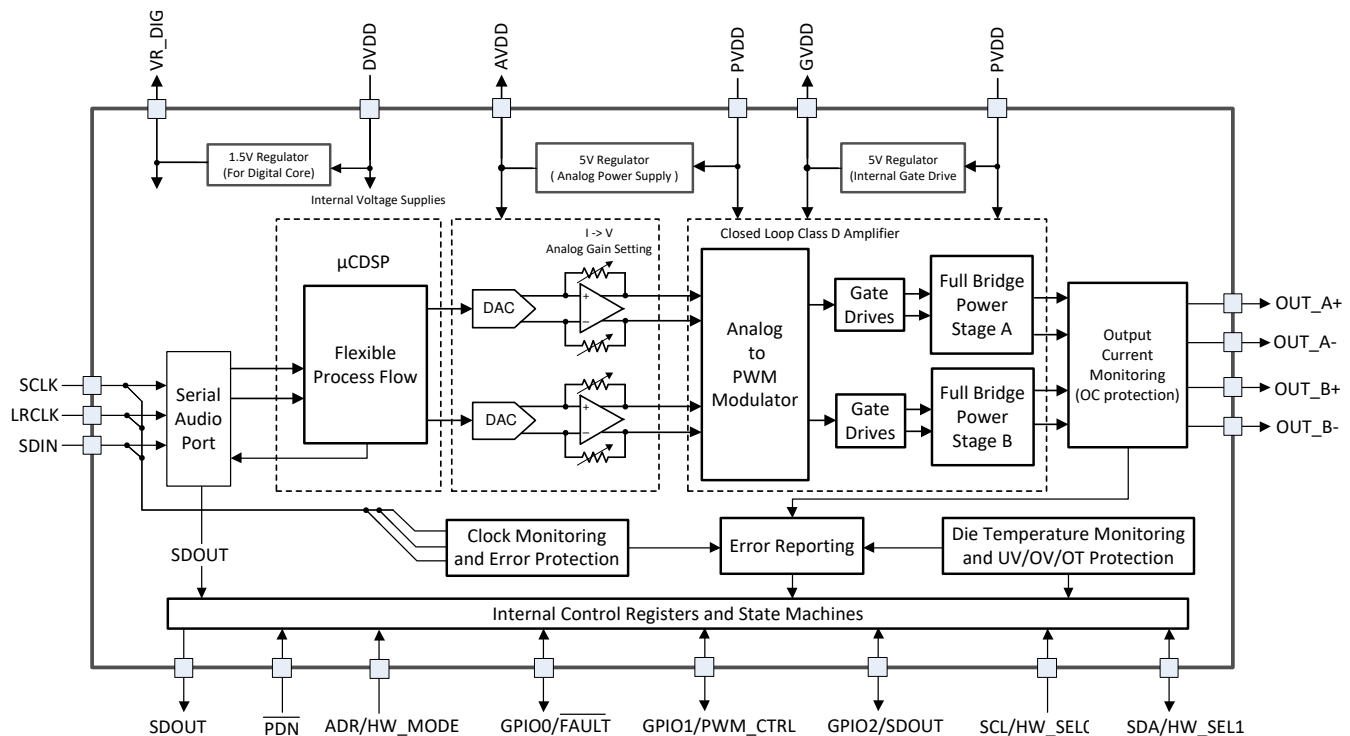 VR_DIG
DVDD
AVDD
PVDD
GVDD
PVDD
1.5V Regulator
(For Digital Core)
5V Regulator
( Analog Power Supply )
5V Regulator
(Internal Gate Drive
Internal Voltage Supplies
I -> V
Analog Gain Setting
Closed Loop Class D Amplifier
µCDSP
DAC
Gate
Drives
Full Bridge
Power
Stage A
OUT_A+
Analog
to
PWM
Modulator
Output
Current
Monitoring
(OC protection)
OUT_A-
Flexible
Process Flow
SCLK
LRCLK
SDIN
Serial
Audio
Port
DAC
Gate
Drives
Full Bridge
Power
Stage B
OUT_B+
OUT_B-
SDOUT
Clock Monitoring
and Error Protection
Error Reporting
Die Temperature Monitoring
and UV/OV/OT Protection
Internal Control Registers and State Machines
SDOUT
PDN
ADR/HW_MODE
GPIO0/FAULT
GPIO1/PWM_CTRL
GPIO2/SDOUT
SCL/HW_SEL
SDA/HW_SEL1